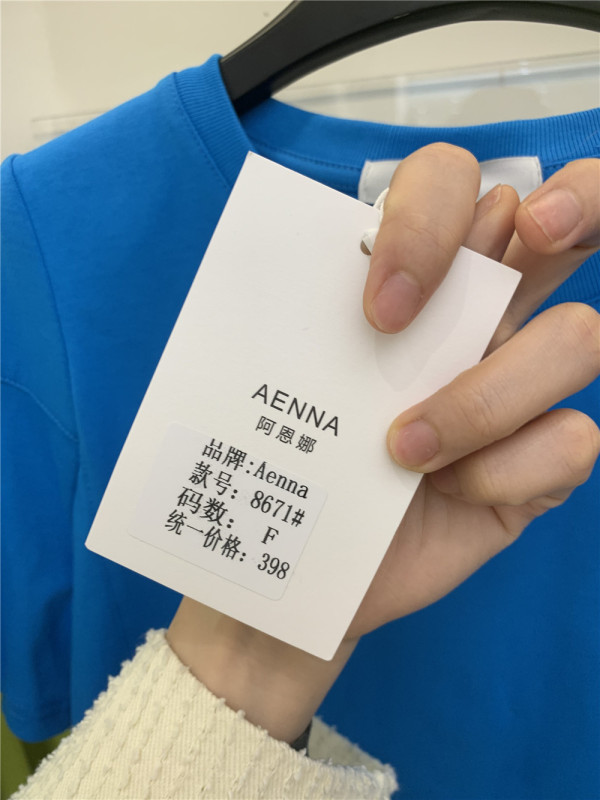 AENNA
阿恩娜
品牌:Aenna
款号: 8671#
码数: F
统一价格: 398